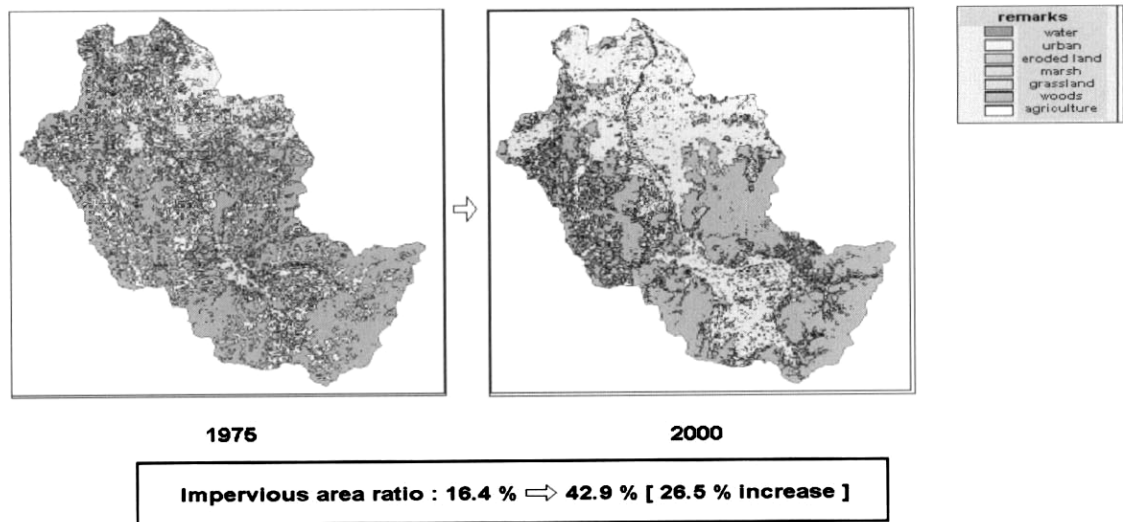 remarks
water
urban
eroded land
marsh
grassland
woods
agriculture
1975
2000
Impervious area ratio : 16.4 % ⇨ 42.9 % [ 26.5 % increase ]